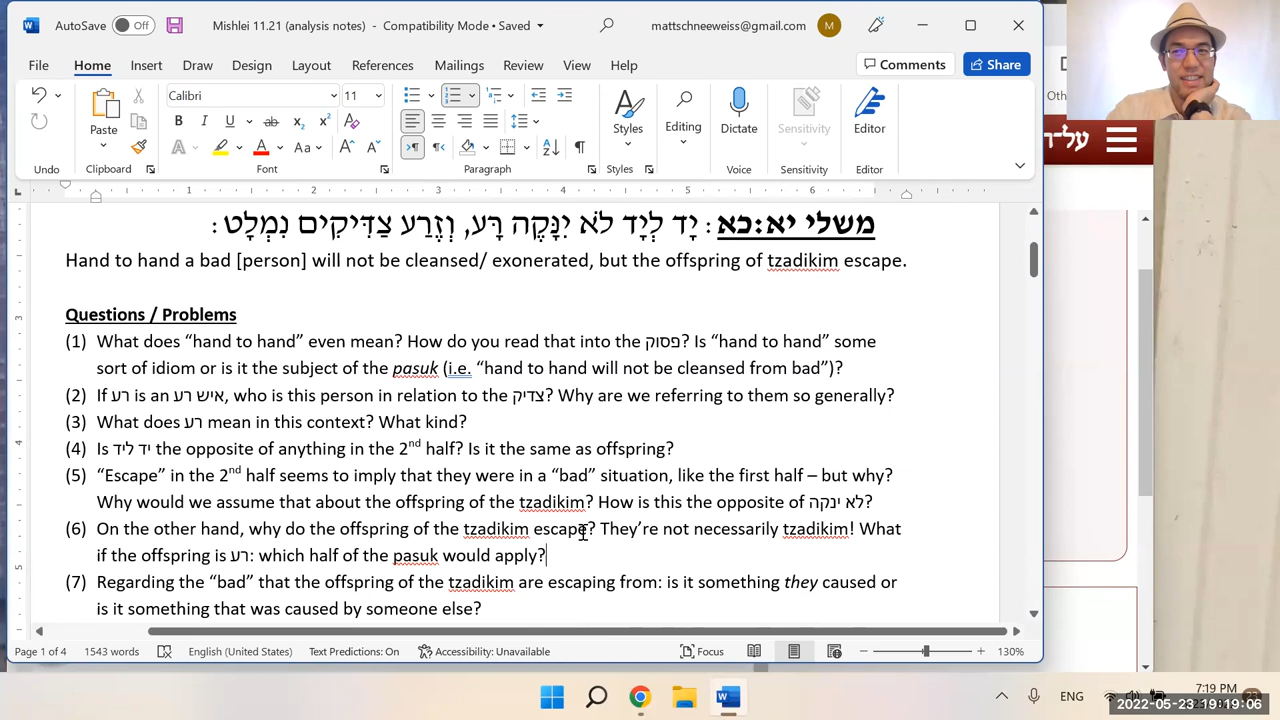 AutoSave Off Mishlei 11.21 (analysis notes) - Compatibility Mode • Saved mattschneeweiss@gmail.com M
File Home Insert Draw Design Layout References Mailings Review View Help Comments Share
Calibri 11
Paste Styles Editing Dictate Sensitivity Editor
Undo Clipboard Font Paragraph Styles Voice Sensitivity Editor
על־ה
משלי יא:כא: יָד לְיָד לֹא יִנָּקֶה רָּע, וְזֶרַע צַדִּיקִים נִמְלָט:
Hand to hand a bad [person] will not be cleansed/ exonerated, but the offspring of tzadikim escape.
Questions / Problems
(1) What does “hand to hand” even mean? How do you read that into the פסוק? Is “hand to hand” some
sort of idiom or is it the subject of the pasuk (i.e. “hand to hand will not be cleansed from bad”)?
(2) If רע is an איש רע, who is this person in relation to the צדיק? Why are we referring to them so generally?
(3) What does רע mean in this context? What kind?
(4) Is יד ליד the opposite of anything in the 2nd half? Is it the same as offspring?
(5) “Escape” in the 2nd half seems to imply that they were in a “bad” situation, like the first half – but why?
Why would we assume that about the offspring of the tzadikim? How is this the opposite of לא ינקה?
(6) On the other hand, why do the offspring of the tzadikim escape? They’re not necessarily tzadikim! What
if the offspring is רע: which half of the pasuk would apply?
(7) Regarding the “bad” that the offspring of the tzadikim are escaping from: is it something they caused or
is it something that was caused by someone else?
Page 1 of 4 1543 words English (United States) Text Predictions: On Accessibility: Unavailable Focus 130%
ENG 7:19 PM
2022-05-23 19:19:06